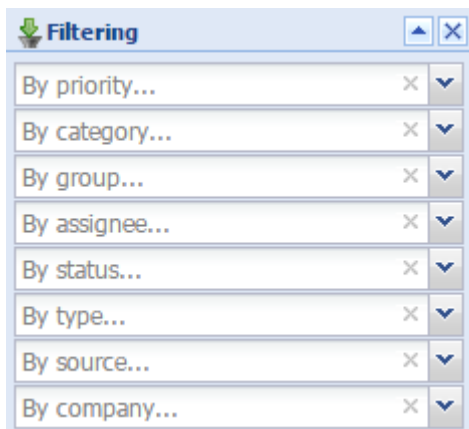 Filtering
By priority...
By category...
By group...
By assignee...
By status...
By type...
By source...
By company...